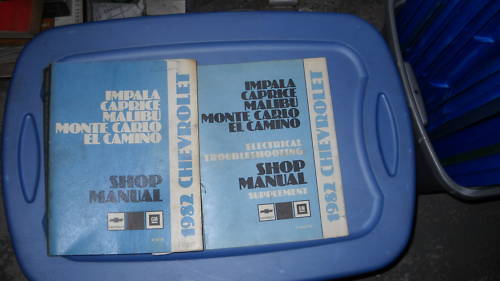 IMPALA
CAPRICE
MALIBU
MONTE CARLO
EL CAMINO
SHOP
MANUAL
1982 CHEVROLET
IMPALA
CAPRICE
MALIBU
MONTE CARLO
EL CAMINO
ELECTRICAL
TROUBLESHOOTING
SHOP
MANUAL
SUPPLEMENT
GM
1982 CHEVROLET